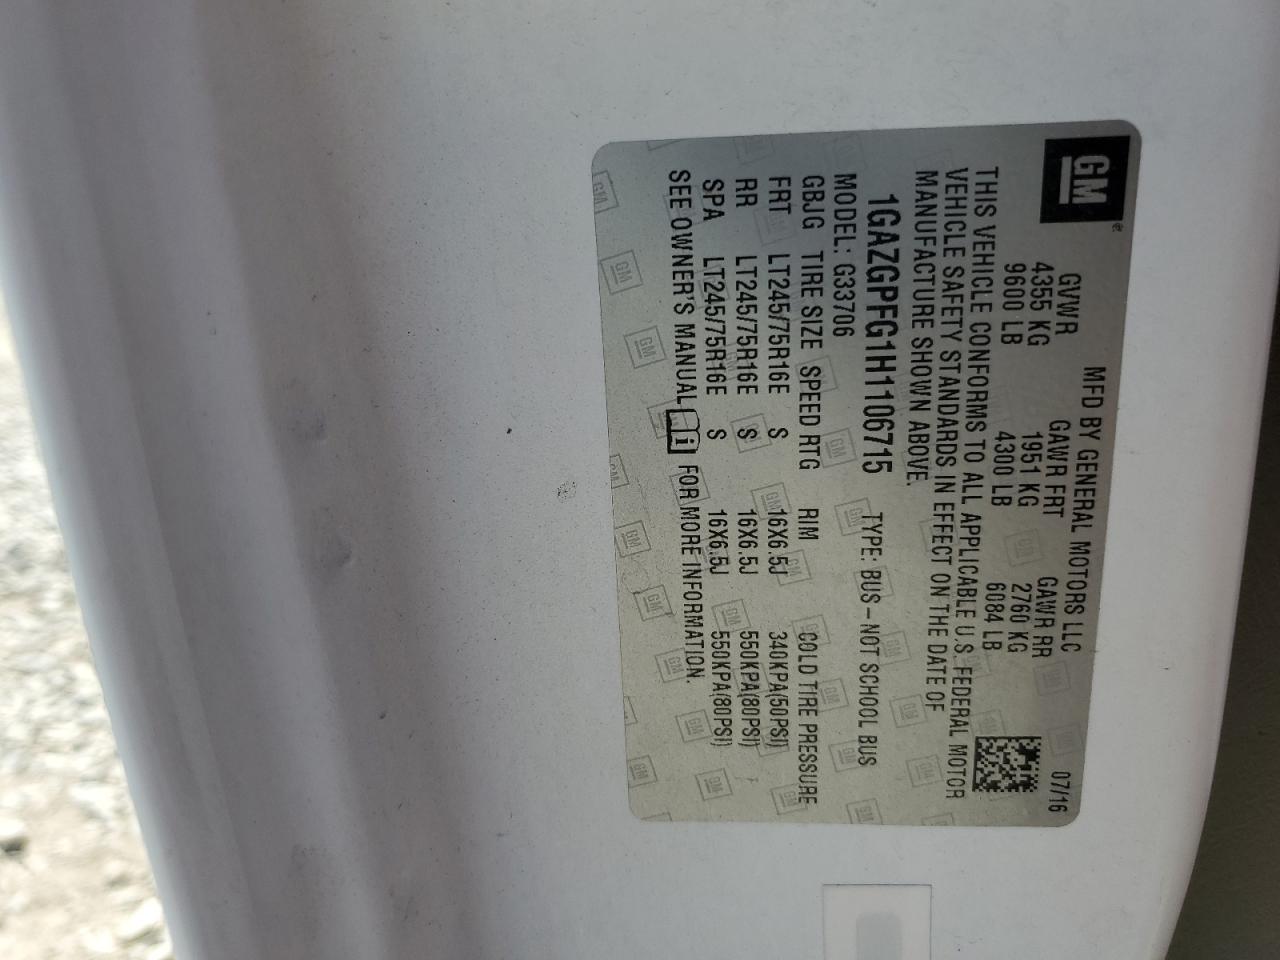 GM
MFD BY GENERAL MOTORS LLC 07/16
GVWR GAWR FRT GAWR RR
4355 KG 1951 KG 2760 KG
9600 LB 4300 LB 6084 LB
THIS VEHICLE CONFORMS TO ALL APPLICABLE U.S. FEDERAL MOTOR
VEHICLE SAFETY STANDARDS IN EFFECT ON THE DATE OF
MANUFACTURE SHOWN ABOVE.
1GAZGPFG1H1106715 TYPE: BUS–NOT SCHOOL BUS
MODEL: G33706
GBJG TIRE SIZE SPEED RTG RIM COLD TIRE PRESSURE
FRT LT245/75R16E S 16X6.5J 340KPA(50PSI)
RR LT245/75R16E S 16X6.5J 550KPA(80PSI)
SPA LT245/75R16E S 16X6.5J 550KPA(80PSI)
SEE OWNER'S MANUAL i FOR MORE INFORMATION.